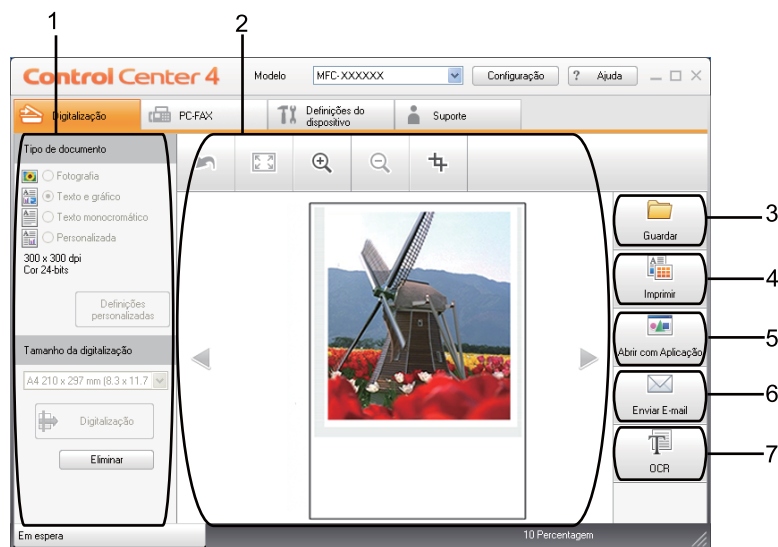 1
2
Control Center 4
Modelo
MFC-XXXXXX
Configuração
? Ajuda
Digitalização
PC-FAX
Definições do
dispositivo
Suporte
Tipo de documento
Fotografia
Texto e gráfico
Texto monocromático
Personalizada
300 x 300 dpi
Cor 24-bits
Definições
personalizadas
Tamanho da digitalização
A4 210 x 297 mm (8.3 x 11.7
Digitalização
Eliminar
Guardar
3
Imprimir
4
Abrir com Aplicação
5
Enviar E-mail
6
OCR
7
Em espera
10 Percentagem